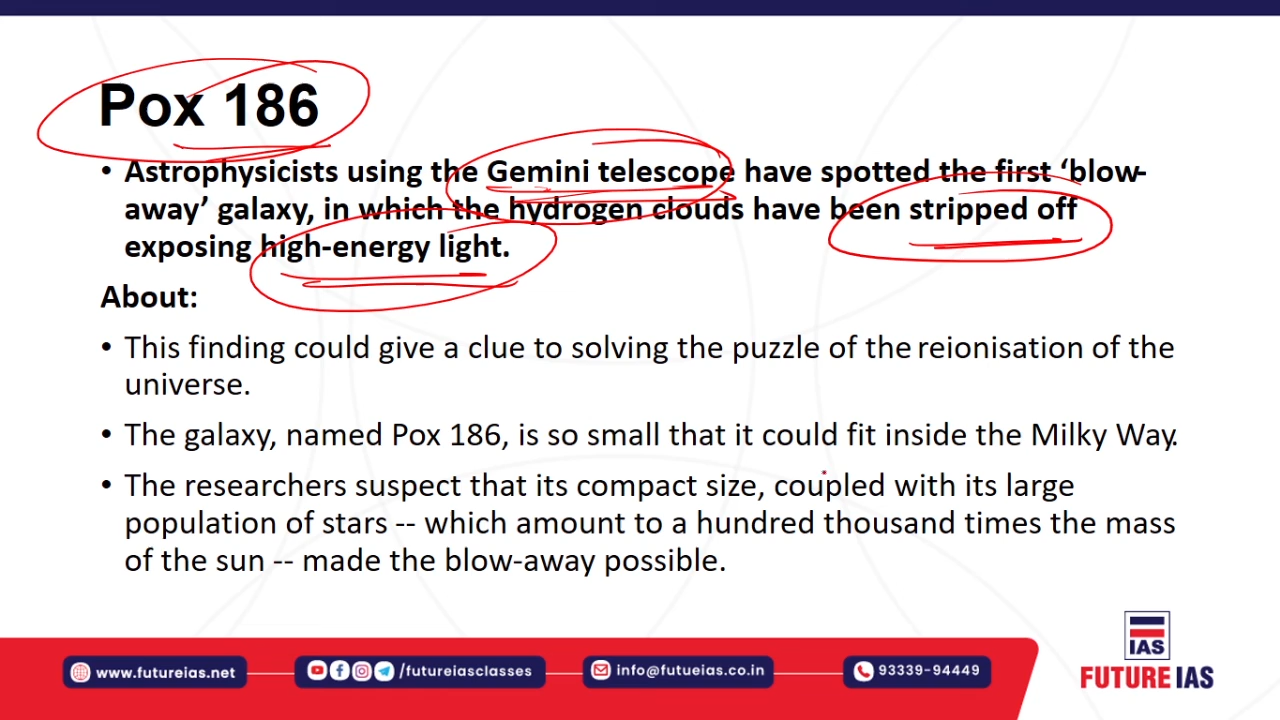 Pox 186
• Astrophysicists using the Gemini telescope have spotted the first ‘blow-
away’ galaxy, in which the hydrogen clouds have been stripped off
exposing high-energy light.
About:
• This finding could give a clue to solving the puzzle of the reionisation of the
universe.
• The galaxy, named Pox 186, is so small that it could fit inside the Milky Way.
• The researchers suspect that its compact size, coupled with its large
population of stars -- which amount to a hundred thousand times the mass
of the sun -- made the blow-away possible.
IAS
FUTURE IAS
www.futureias.net
/futureiasclasses
info@futueias.co.in
93339-94449